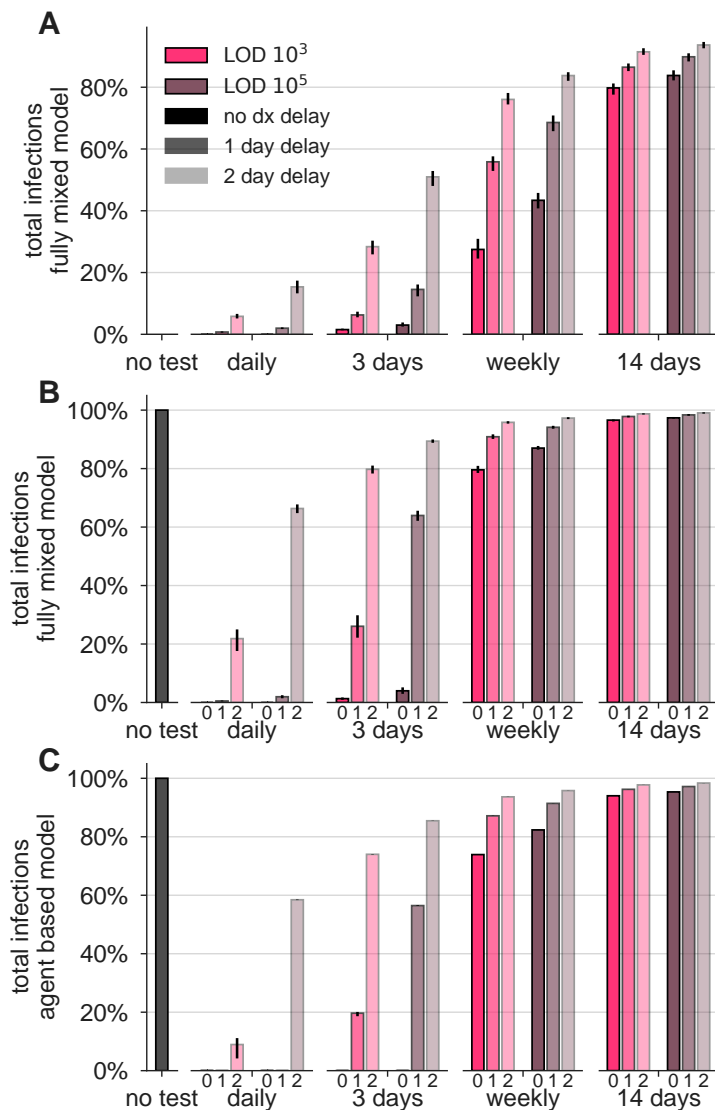 A
LOD 10³
LOD 10⁵
no dx delay
1 day delay
2 day delay
total infections
fully mixed model
80%
60%
40%
20%
0%
no test daily 3 days weekly 14 days
B
total infections
fully mixed model
100%
80%
60%
40%
20%
0%
0 1 2 0 1 2 0 1 2 0 1 2 0 1 2 0 1 2 0 1 2 0 1 2
no test daily 3 days weekly 14 days
C
total infections
agent based model
100%
80%
60%
40%
20%
0%
0 1 2 0 1 2 0 1 2 0 1 2 0 1 2 0 1 2 0 1 2 0 1 2
no test daily 3 days weekly 14 days